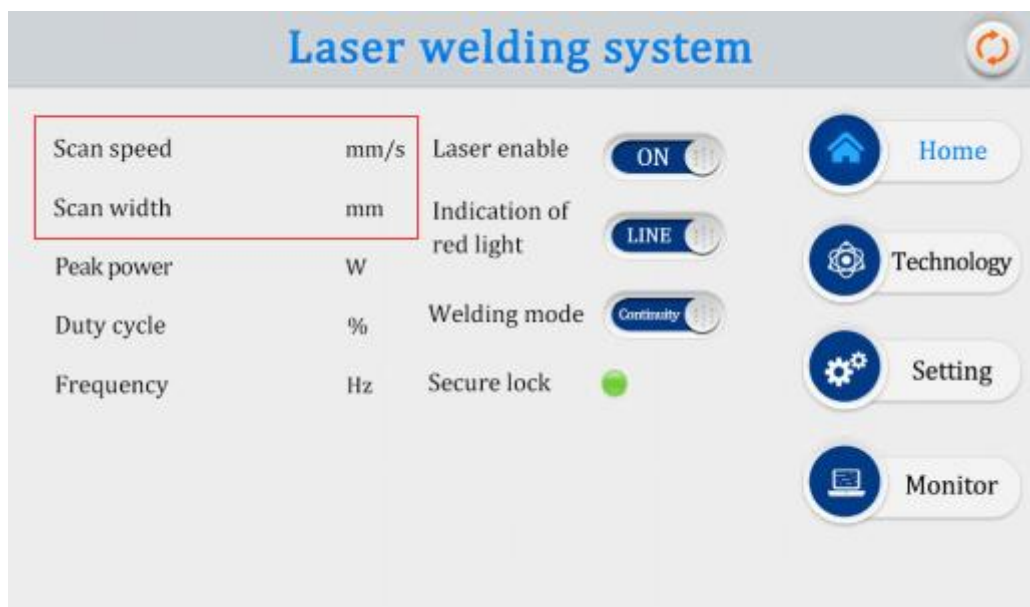 Laser welding system
Scan speed mm/s
Scan width mm
Peak power W
Duty cycle %
Frequency Hz
Laser enable ON
Indication of
red light LINE
Welding mode Continuity
Secure lock
Home
Technology
Setting
Monitor